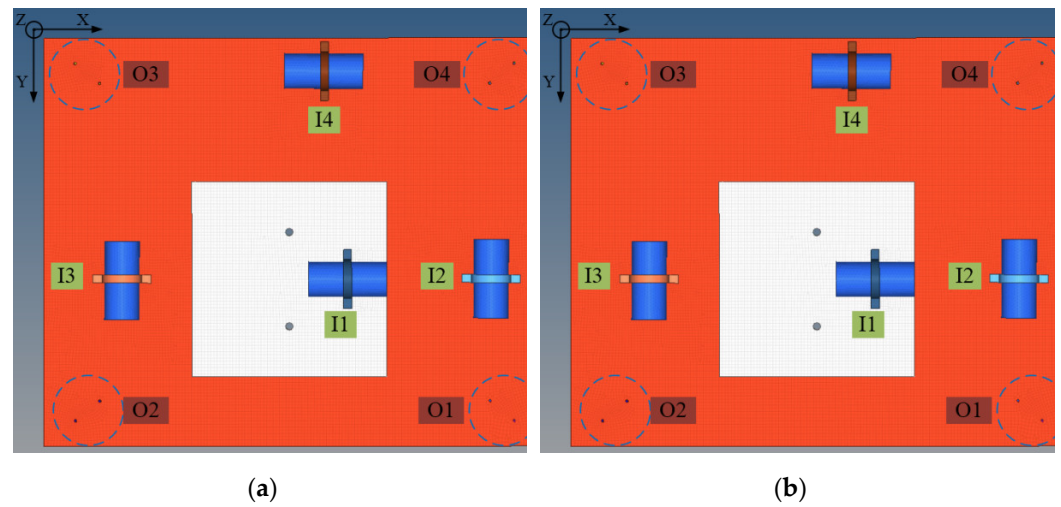 Z X Z X
Y O3 O4 Y O3 O4
I4 I4
I3 I2 I3 I2
I1 I1
O2 O1 O2 O1
(a) (b)